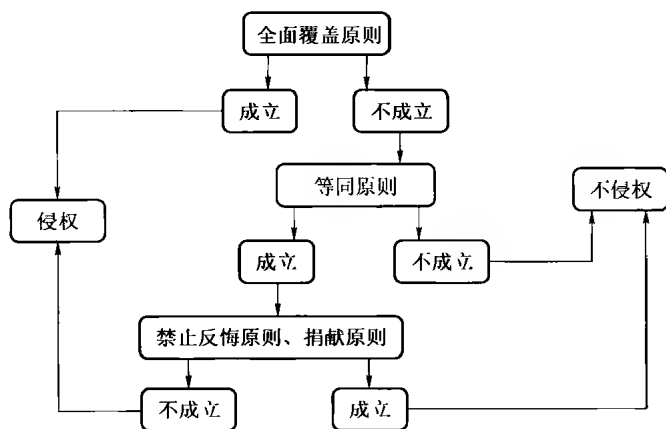 全面覆盖原则
成立
不成立
等同原则
不侵权
侵权
成立
不成立
禁止反悔原则、捐献原则
不成立
成立